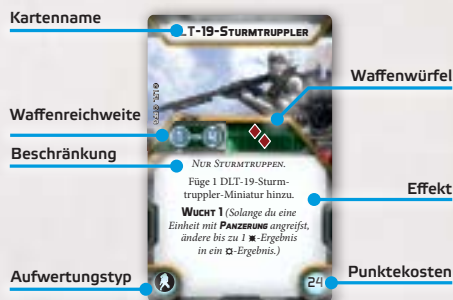 Kartenname
LT-19-Sturmtruppler
Waffenwürfel
Waffenreichweite
Beschränkung
Nur Sturmtruppen.
Füge 1 DLT-19-Sturm-
truppler-Miniatur hinzu.
Effekt
Wucht 1 (Solange du eine
Einheit mit Panzerung angreifst,
ändere bis zu 1 -Ergebnis
in ein -Ergebnis.)
Aufwertungstyp
24
Punktekosten